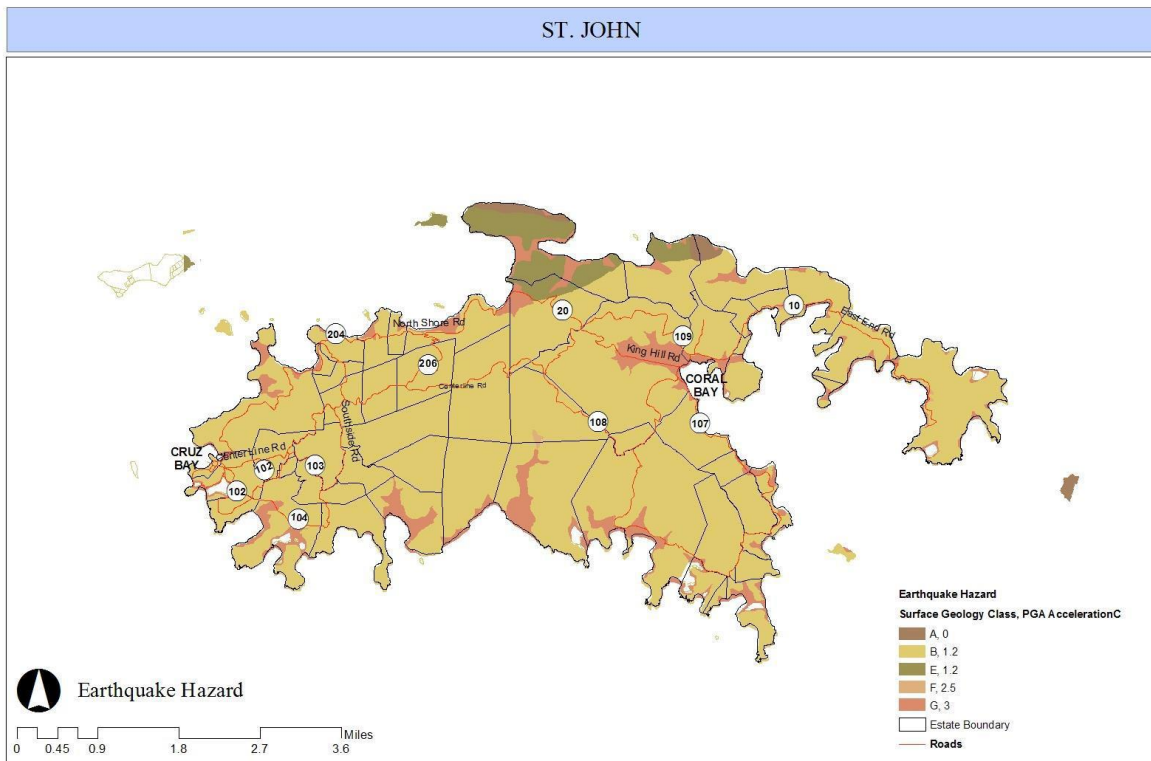 ST. JOHN
204
North Shore Rd
20
10
East End Rd
109
King Hill Rd
206
Centerline Rd
CORAL
BAY
Southside Rd
108
107
CRUZ
BAY
Center Line Rd
102
103
102
104
Earthquake Hazard
Surface Geology Class, PGA AccelerationC
A, 0
B, 1.2
E, 1.2
F, 2.5
G, 3
Estate Boundary
Roads
Earthquake Hazard
Miles
0 0.45 0.9 1.8 2.7 3.6